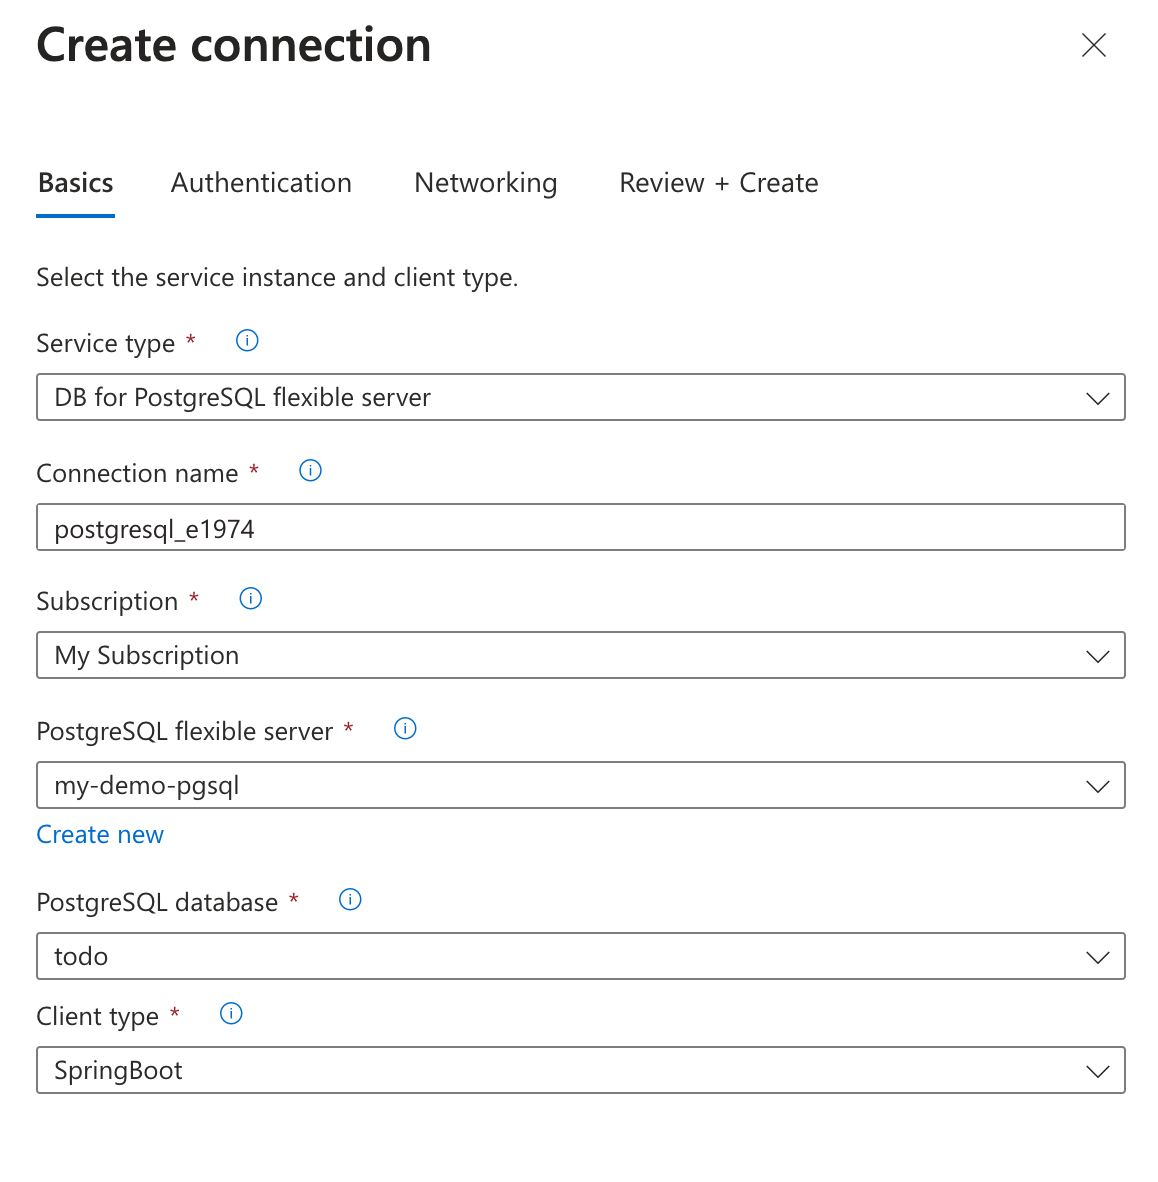 Create connection
Basics Authentication Networking Review + Create
Select the service instance and client type.
Service type *
DB for PostgreSQL flexible server
Connection name *
postgresql_e1974
Subscription *
My Subscription
PostgreSQL flexible server *
my-demo-pgsql
Create new
PostgreSQL database *
todo
Client type *
SpringBoot